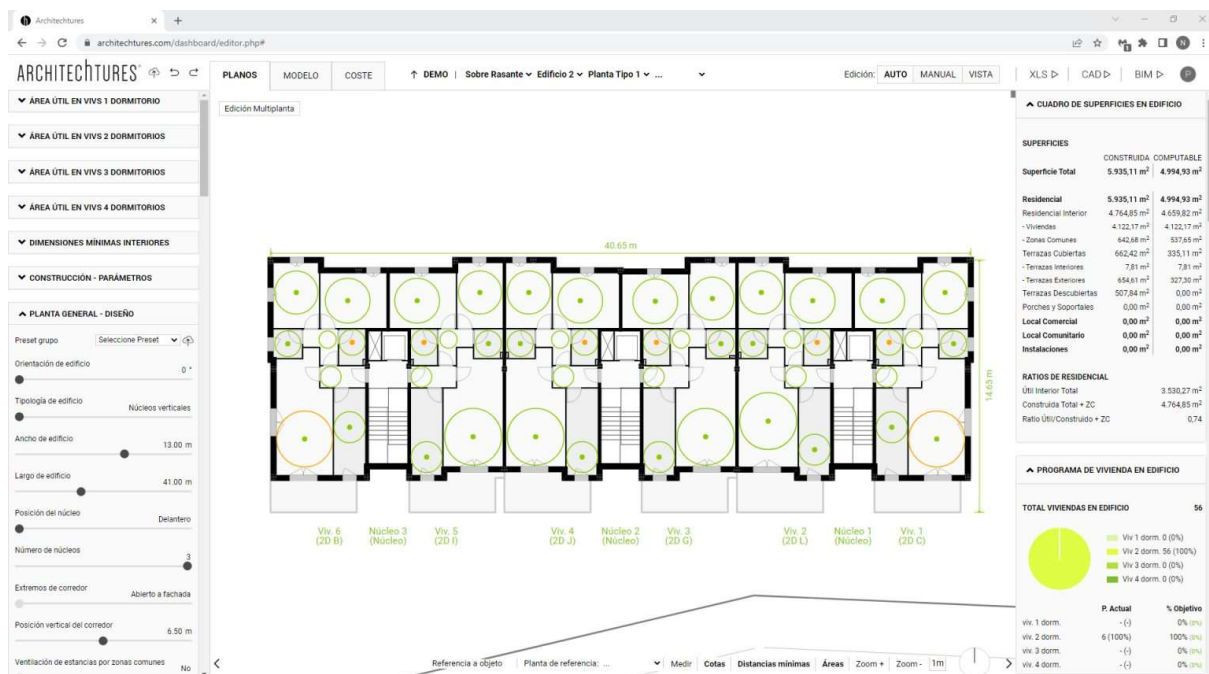 Architechtures
architechtures.com/dashboard/editor.php#
N
ARCHITEChTURES
PLANOS MODELO COSTE
DEMO | Sobre Rasante Edificio 2 Planta Tipo 1 ...
Edición: AUTO MANUAL VISTA
XLS CAD BIM P
ÁREA ÚTIL EN VIVS 1 DORMITORIO
ÁREA ÚTIL EN VIVS 2 DORMITORIOS
ÁREA ÚTIL EN VIVS 3 DORMITORIOS
ÁREA ÚTIL EN VIVS 4 DORMITORIOS
DIMENSIONES MÍNIMAS INTERIORES
CONSTRUCCIÓN - PARÁMETROS
PLANTA GENERAL - DISEÑO
Preset grupo Seleccione Preset
Orientación de edificio 0 °
Tipología de edificio Núcleos verticales
Ancho de edificio 13.00 m
Largo de edificio 41.00 m
Posición del núcleo Delantero
Número de núcleos 3
Extremos de corredor Abierto a fachada
Posición vertical del corredor 6.50 m
Ventilación de estancias por zonas comunes No
Edición Multiplanta
40.65 m
14.65 m
Viv. 6 Núcleo 3 Viv. 5 Viv. 4 Núcleo 2 Viv. 3 Viv. 2 Núcleo 1 Viv. 1
(2D B) (Núcleo) (2D I) (2D J) (Núcleo) (2D G) (2D L) (Núcleo) (2D C)
Referencia a objeto Planta de referencia: ... Medir Cotas Distancias mínimas Áreas Zoom + Zoom - 1m
CUADRO DE SUPERFICIES EN EDIFICIO
SUPERFICIES
CONSTRUIDA COMPUTABLE
Superficie Total 5.935,11 m² 4.994,93 m²
Residencial 5.935,11 m² 4.994,93 m²
Residencial Interior 4.764,85 m² 4.659,82 m²
- Viviendas 4.122,17 m² 4.122,17 m²
- Zonas Comunes 642,68 m² 537,65 m²
Terrazas Cubiertas 662,42 m² 335,11 m²
- Terrazas Interiores 7,81 m² 7,81 m²
- Terrazas Exteriores 654,61 m² 327,30 m²
Terrazas Descubiertas 507,84 m² 0,00 m²
Porches y Soportales 0,00 m² 0,00 m²
Local Comercial 0,00 m² 0,00 m²
Local Comunitario 0,00 m² 0,00 m²
Instalaciones 0,00 m² 0,00 m²
RATIOS DE RESIDENCIAL
Útil Interior Total 3.530,27 m²
Construida Total + ZC 4.764,85 m²
Ratio Útil/Construido + ZC 0,74
PROGRAMA DE VIVIENDA EN EDIFICIO
TOTAL VIVIENDAS EN EDIFICIO 56
Viv 1 dorm. 0 (0%)
Viv 2 dorm. 56 (100%)
Viv 3 dorm. 0 (0%)
Viv 4 dorm. 0 (0%)
P. Actual % Objetivo
viv. 1 dorm. - (-) 0% (0%)
viv. 2 dorm. 6 (100%) 100% (0%)
viv. 3 dorm. - (-) 0% (0%)
viv. 4 dorm. - (-) 0% (0%)